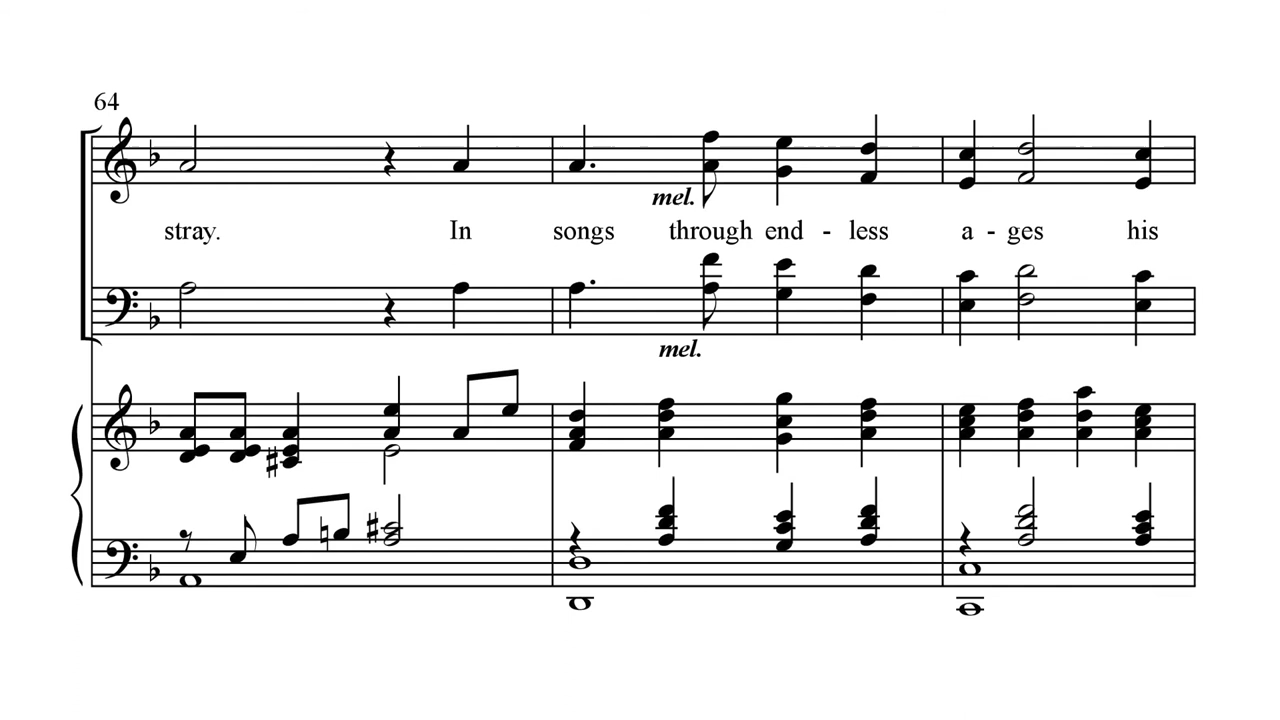 64
mel.
stray. In songs through end - less a - ges his
mel.